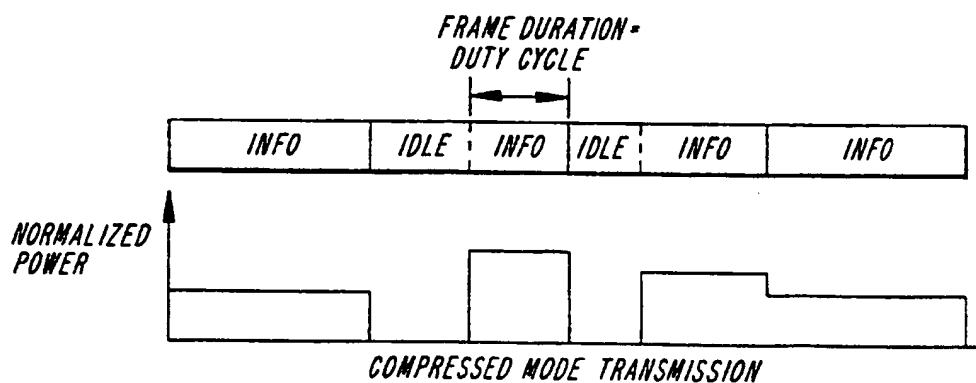 FRAME DURATION=
DUTY CYCLE
INFO IDLE INFO IDLE INFO INFO
NORMALIZED
POWER
COMPRESSED MODE TRANSMISSION